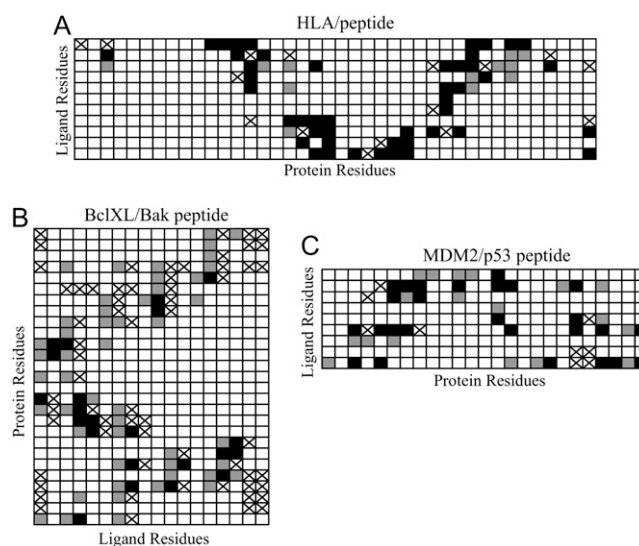 A
HLA/peptide
Ligand Residues
Protein Residues
B
BclXL/Bak peptide
Protein Residues
Ligand Residues
C
MDM2/p53 peptide
Ligand Residues
Protein Residues